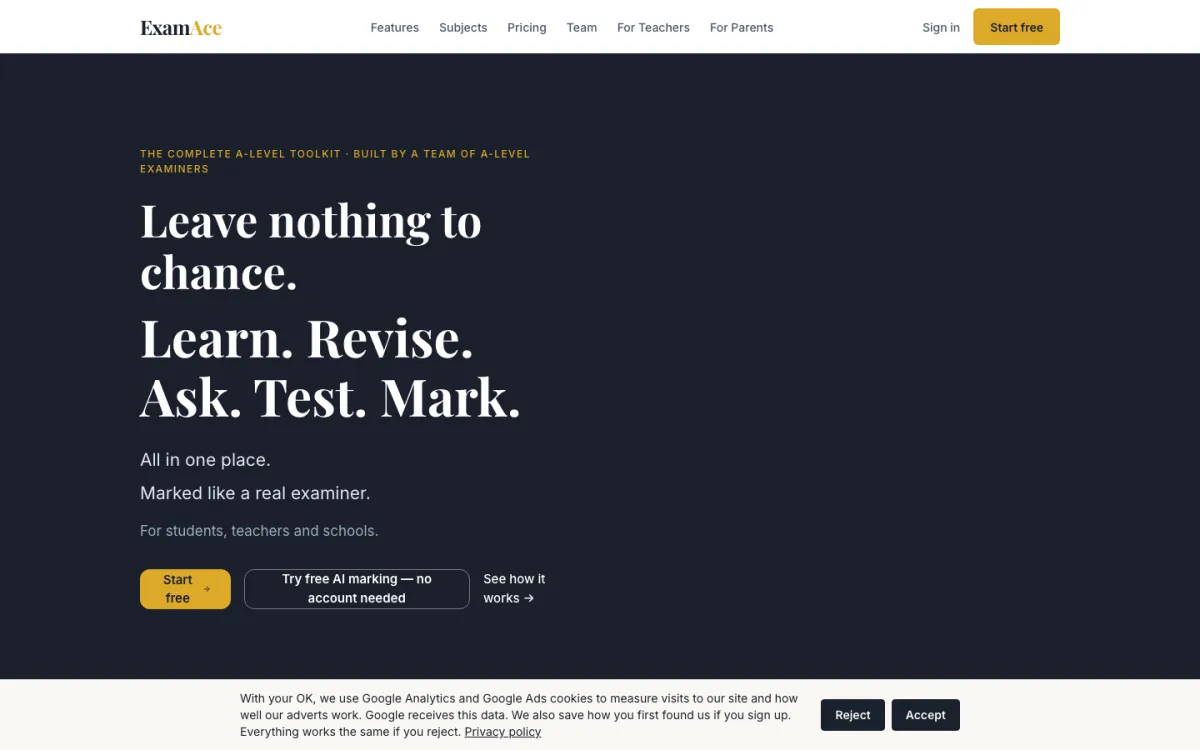 ExamAce
Features Subjects Pricing Team For Teachers For Parents
Sign in
Start free
THE COMPLETE A-LEVEL TOOLKIT · BUILT BY A TEAM OF A-LEVEL
EXAMINERS
Leave nothing to
chance.
Learn. Revise.
Ask. Test. Mark.
All in one place.
Marked like a real examiner.
For students, teachers and schools.
Start
free →
Try free AI marking — no
account needed
See how it
works →
With your OK, we use Google Analytics and Google Ads cookies to measure visits to our site and how
well our adverts work. Google receives this data. We also save how you first found us if you sign up.
Everything works the same if you reject. Privacy policy
Reject
Accept